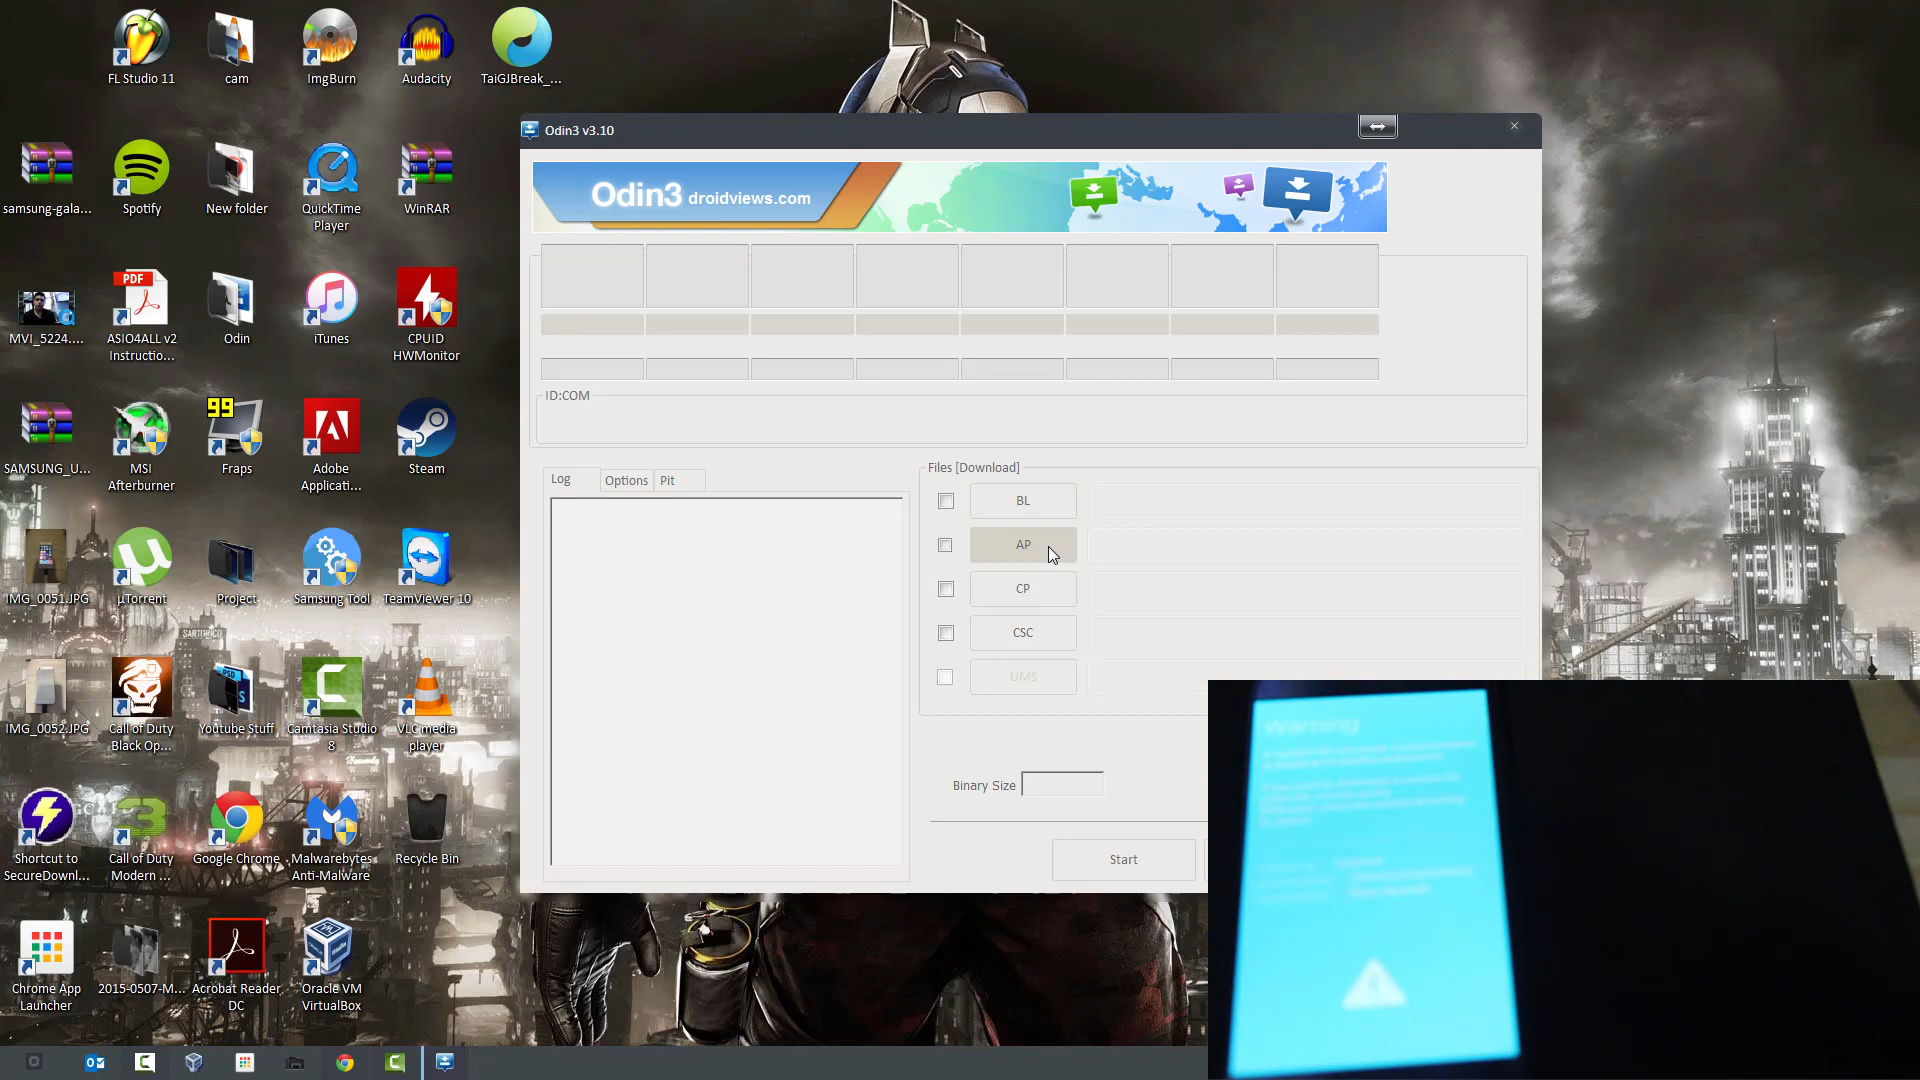 FL Studio 11
cam
ImgBurn
Audacity
TaiGJBreak_...
samsung-gala...
Spotify
New folder
QuickTime
Player
WinRAR
PDF
MVI_5224....
ASIO4ALL v2
Instructio...
Odin
iTunes
CPUID
HWMonitor
99
SAMSUNG_U...
MSI
Afterburner
Fraps
Adobe
Applicati...
Steam
IMG_0051.JPG
µTorrent
Project
Samsung Tool
TeamViewer 10
SARTORICO
PSD
IMG_0052.JPG
Call of Duty
Black Op...
Youtube Stuff
Camtasia Studio
8
VLC media
player
Shortcut to
SecureDownl...
Call of Duty
Modern ...
Google Chrome
Malwarebytes
Anti-Malware
Recycle Bin
Chrome App
Launcher
2015-0507-M...
Acrobat Reader
DC
Oracle VM
VirtualBox
Odin3 v3.10
Odin3 droidviews.com
ID:COM
Log
Options
Pit
Files [Download]
BL
AP
CP
CSC
UMS
Binary Size
Start
Warning